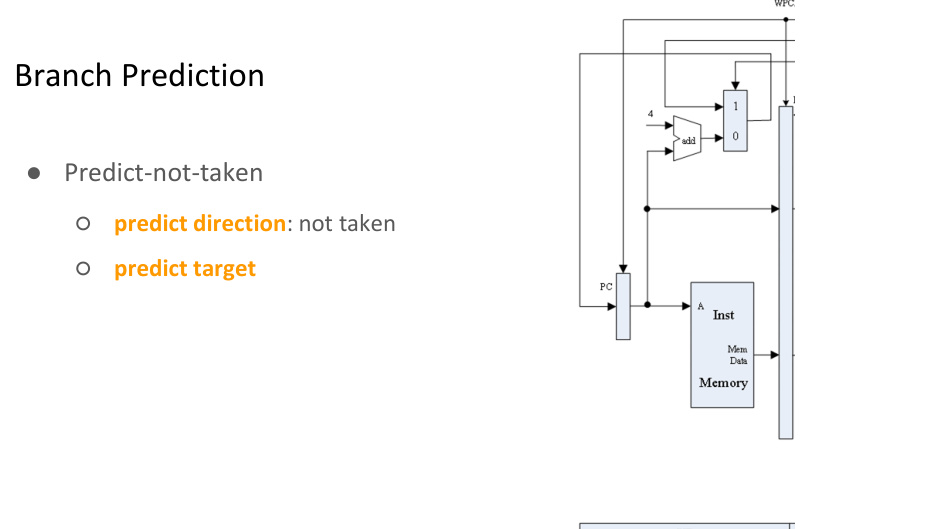 WPC
Branch Prediction
1
4
add
0
● Predict-not-taken
○ predict direction: not taken
○ predict target
PC
A
Inst
Mem
Data
Memory